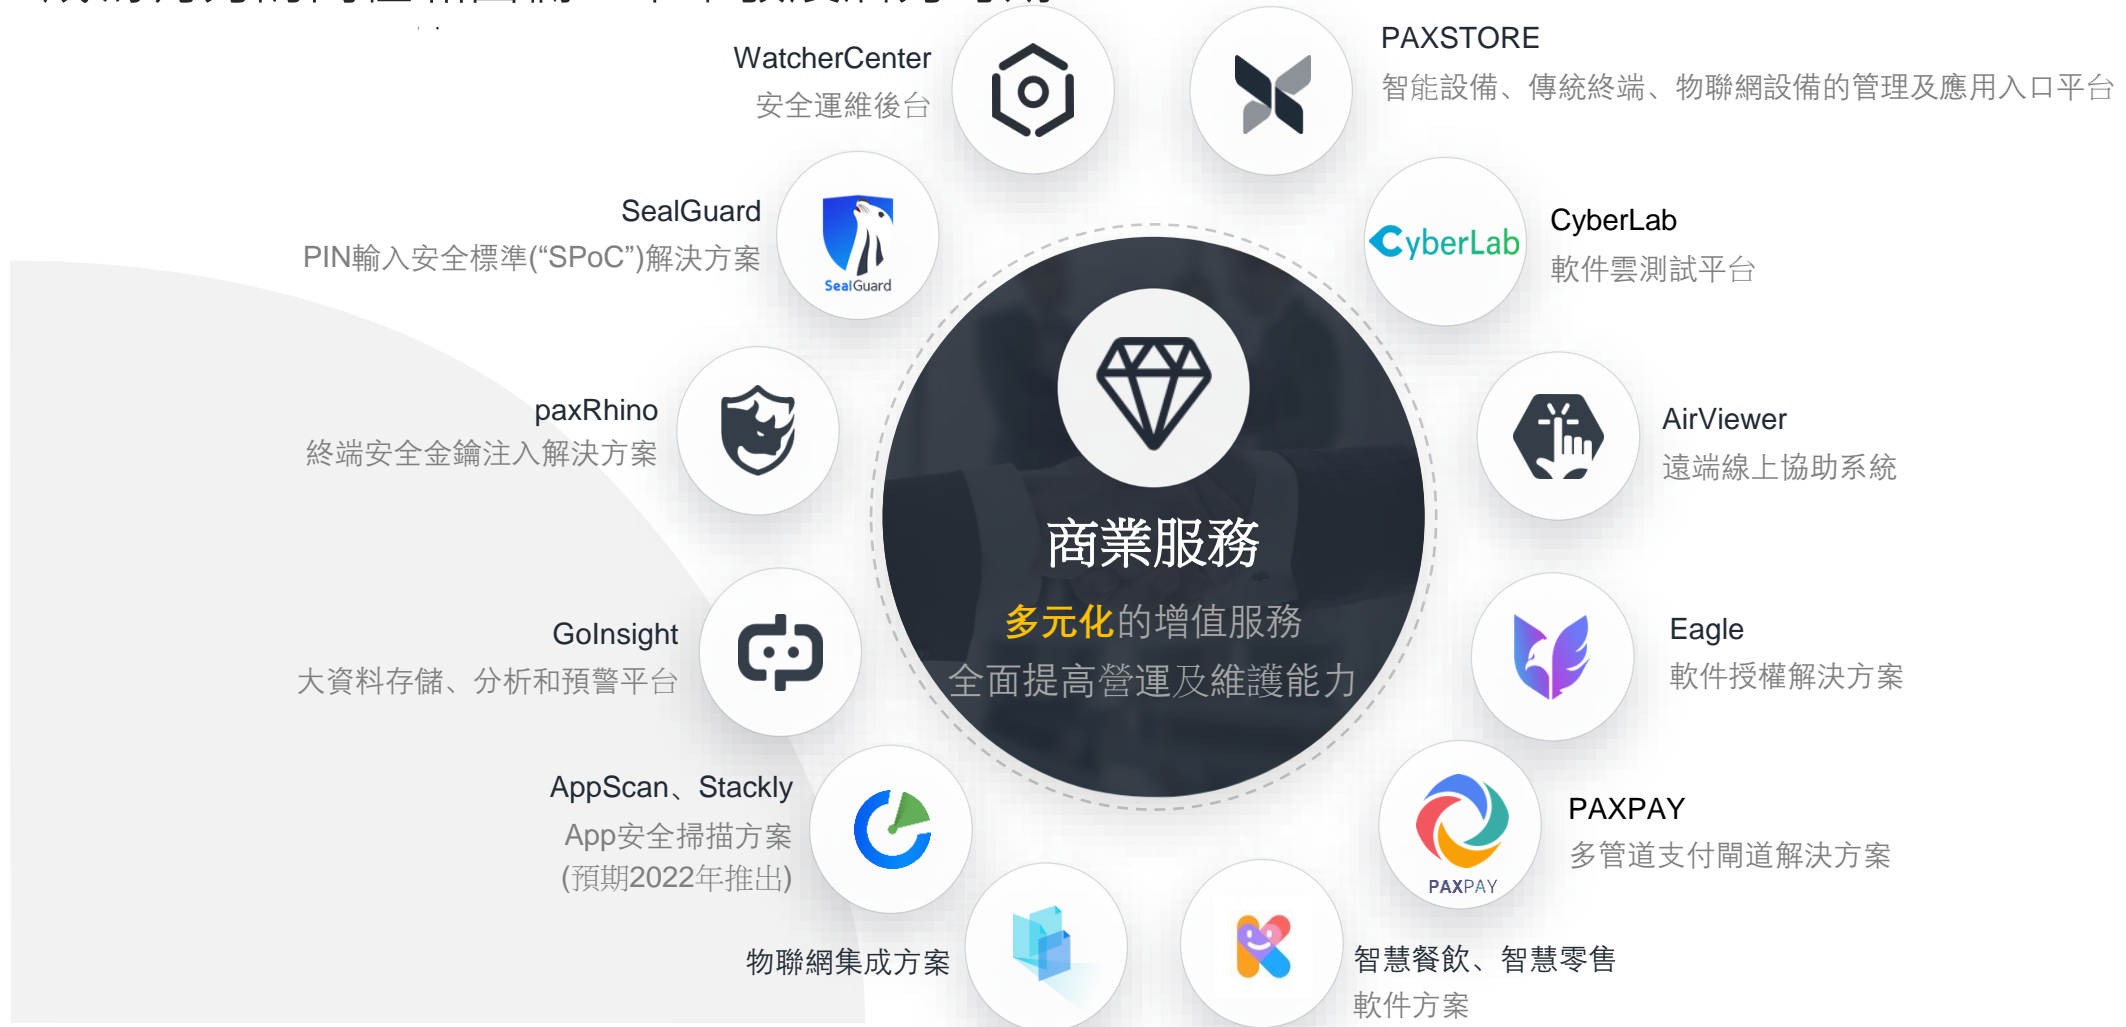 WatcherCenter
安全運維後台
PAXSTORE
智能設備、傳統終端、物聯網設備的管理及應用入口平台
SealGuard
PIN輸入安全標準(“SPoC”)解決方案
SealGuard
CyberLab
CyberLab
軟件雲測試平台
paxRhino
終端安全金鑰注入解決方案
AirViewer
遠端線上協助系統
商業服務
多元化的增值服務
全面提高營運及維護能力
GoInsight
大資料存儲、分析和預警平台
Eagle
軟件授權解決方案
AppScan、Stackly
App安全掃描方案
(預期2022年推出)
PAXPAY
PAXPAY
多管道支付閘道解決方案
物聯網集成方案
智慧餐飲、智慧零售
軟件方案